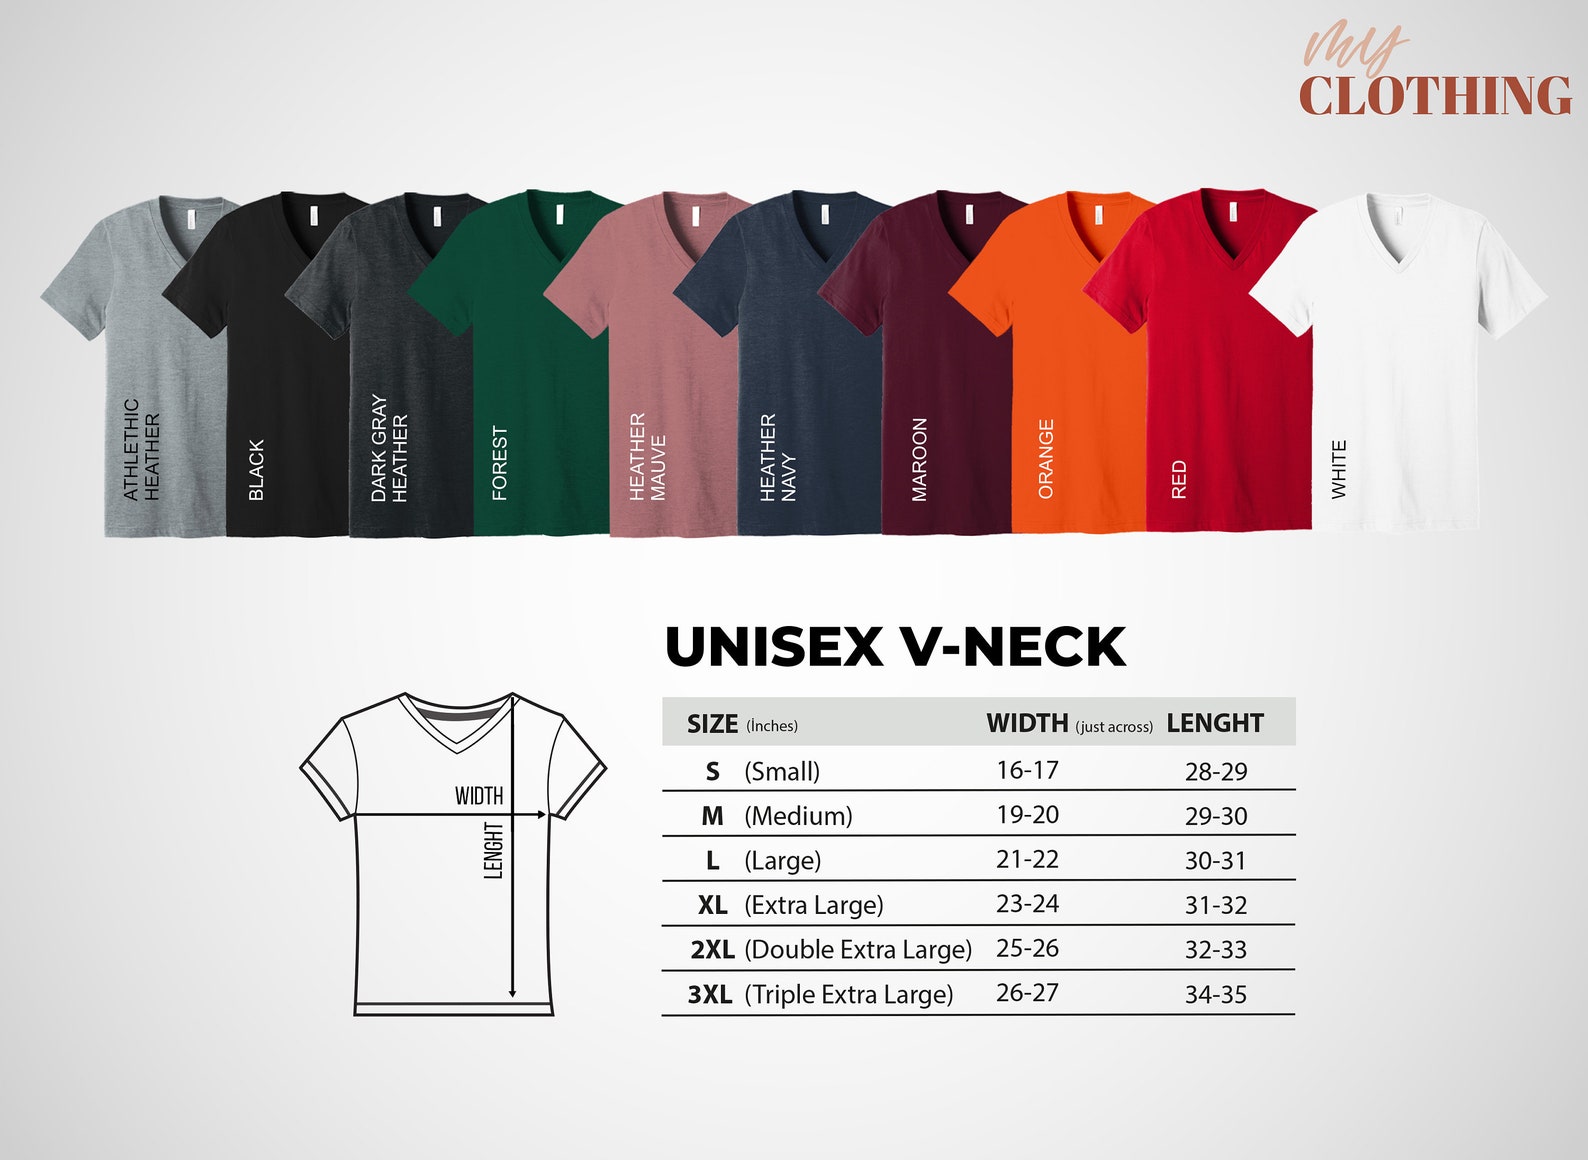 my
CLOTHING
ATHLETHIC
HEATHER
BLACK
DARK GRAY
HEATHER
FOREST
HEATHER
MAUVE
HEATHER
NAVY
MAROON
ORANGE
RED
WHITE
UNISEX V-NECK
SIZE (İnches) WIDTH (just across) LENGHT
S (Small) 16-17 28-29
M (Medium) 19-20 29-30
L (Large) 21-22 30-31
XL (Extra Large) 23-24 31-32
2XL (Double Extra Large) 25-26 32-33
3XL (Triple Extra Large) 26-27 34-35
WIDTH
LENGHT